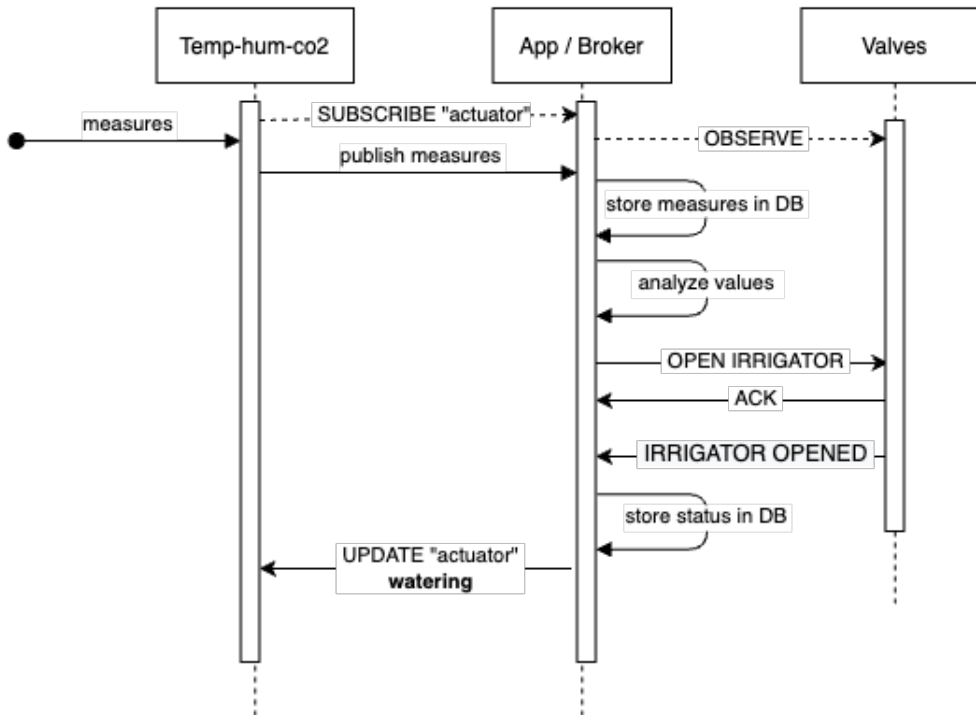 Temp-hum-co2
App / Broker
Valves
SUBSCRIBE "actuator"
measures
OBSERVE
publish measures
store measures in DB
analyze values
OPEN IRRIGATOR
ACK
IRRIGATOR OPENED
store status in DB
UPDATE "actuator"
watering